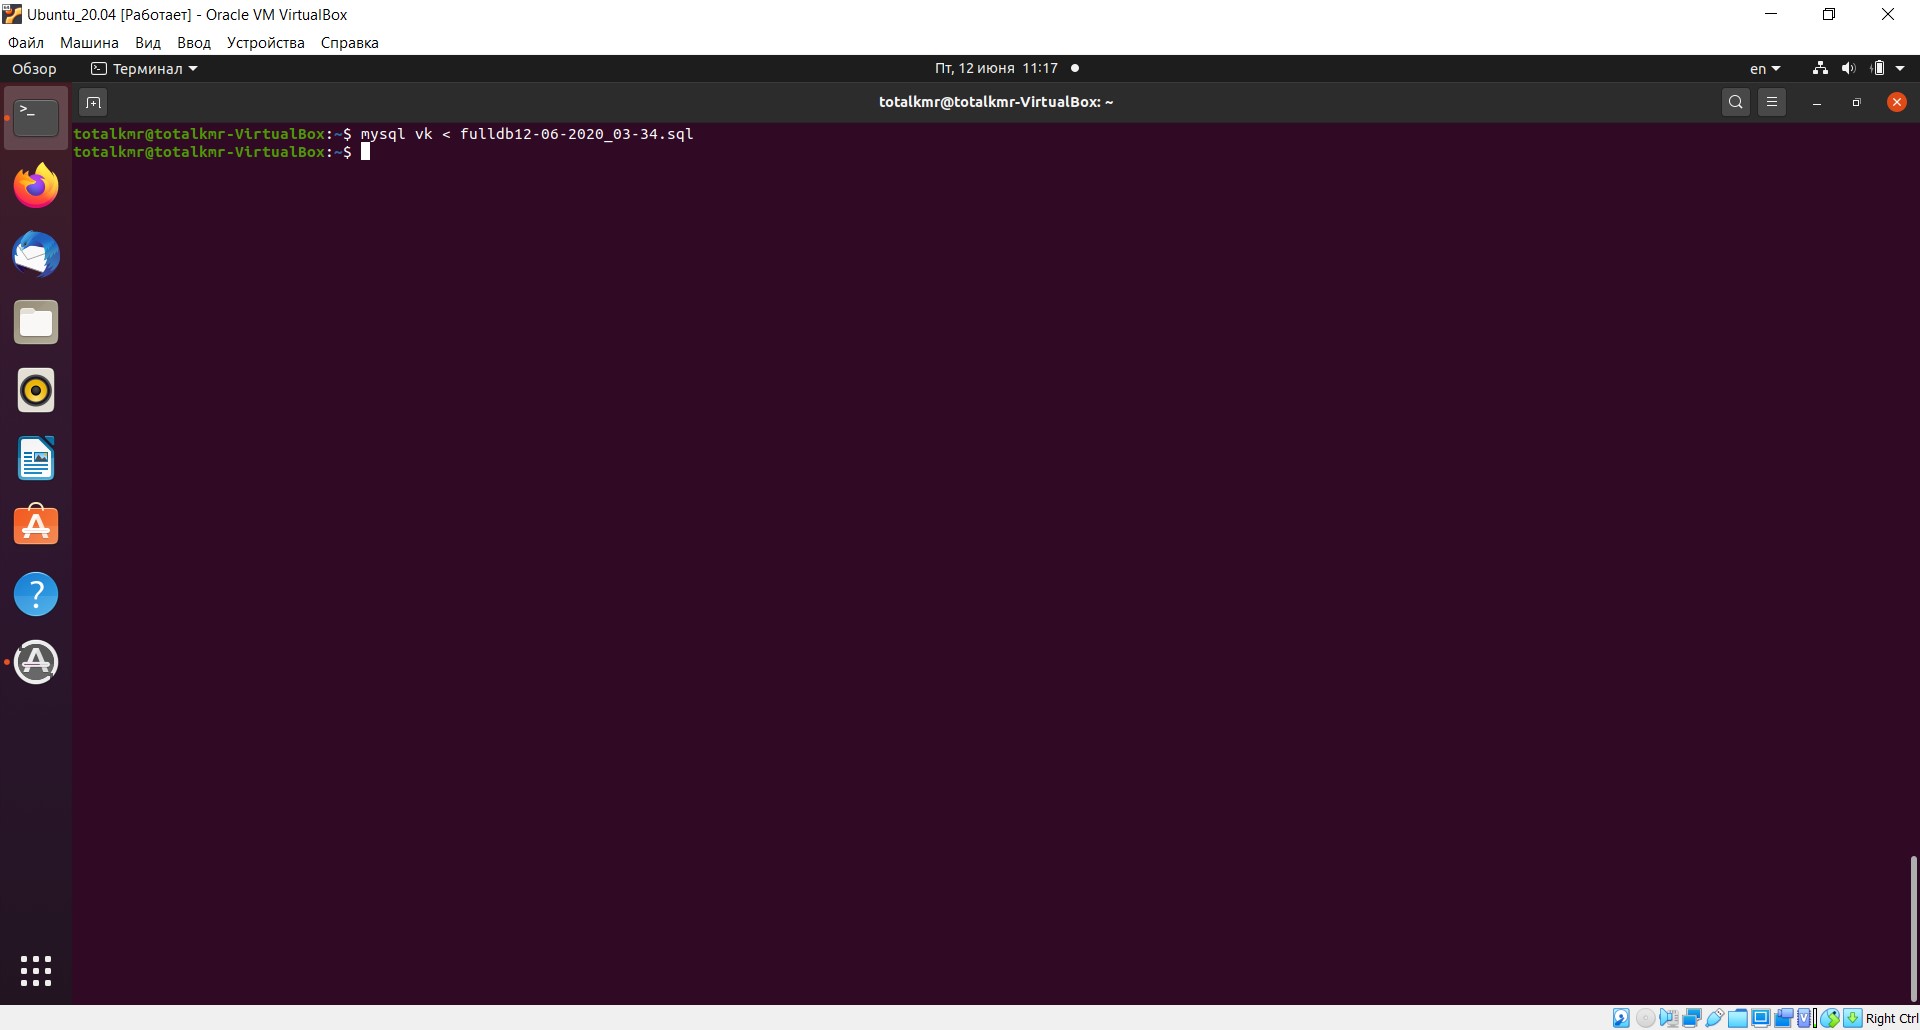 Ubuntu_20.04 [Работает] - Oracle VM VirtualBox
Файл Машина Вид Ввод Устройства Справка
Обзор Терминал Пт, 12 июня 11:17 en
totalkmr@totalkmr-VirtualBox: ~
totalkmr@totalkmr-VirtualBox:~$ mysql vk < fulldb12-06-2020_03-34.sql
totalkmr@totalkmr-VirtualBox:~$
Right Ctrl